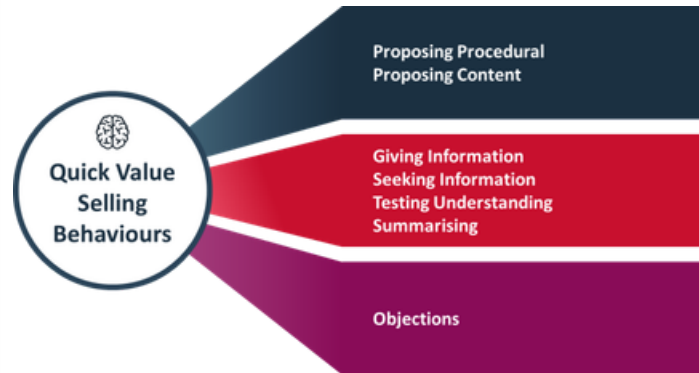 Quick Value
Selling
Behaviours
Proposing Procedural
Proposing Content
Giving Information
Seeking Information
Testing Understanding
Summarising
Objections